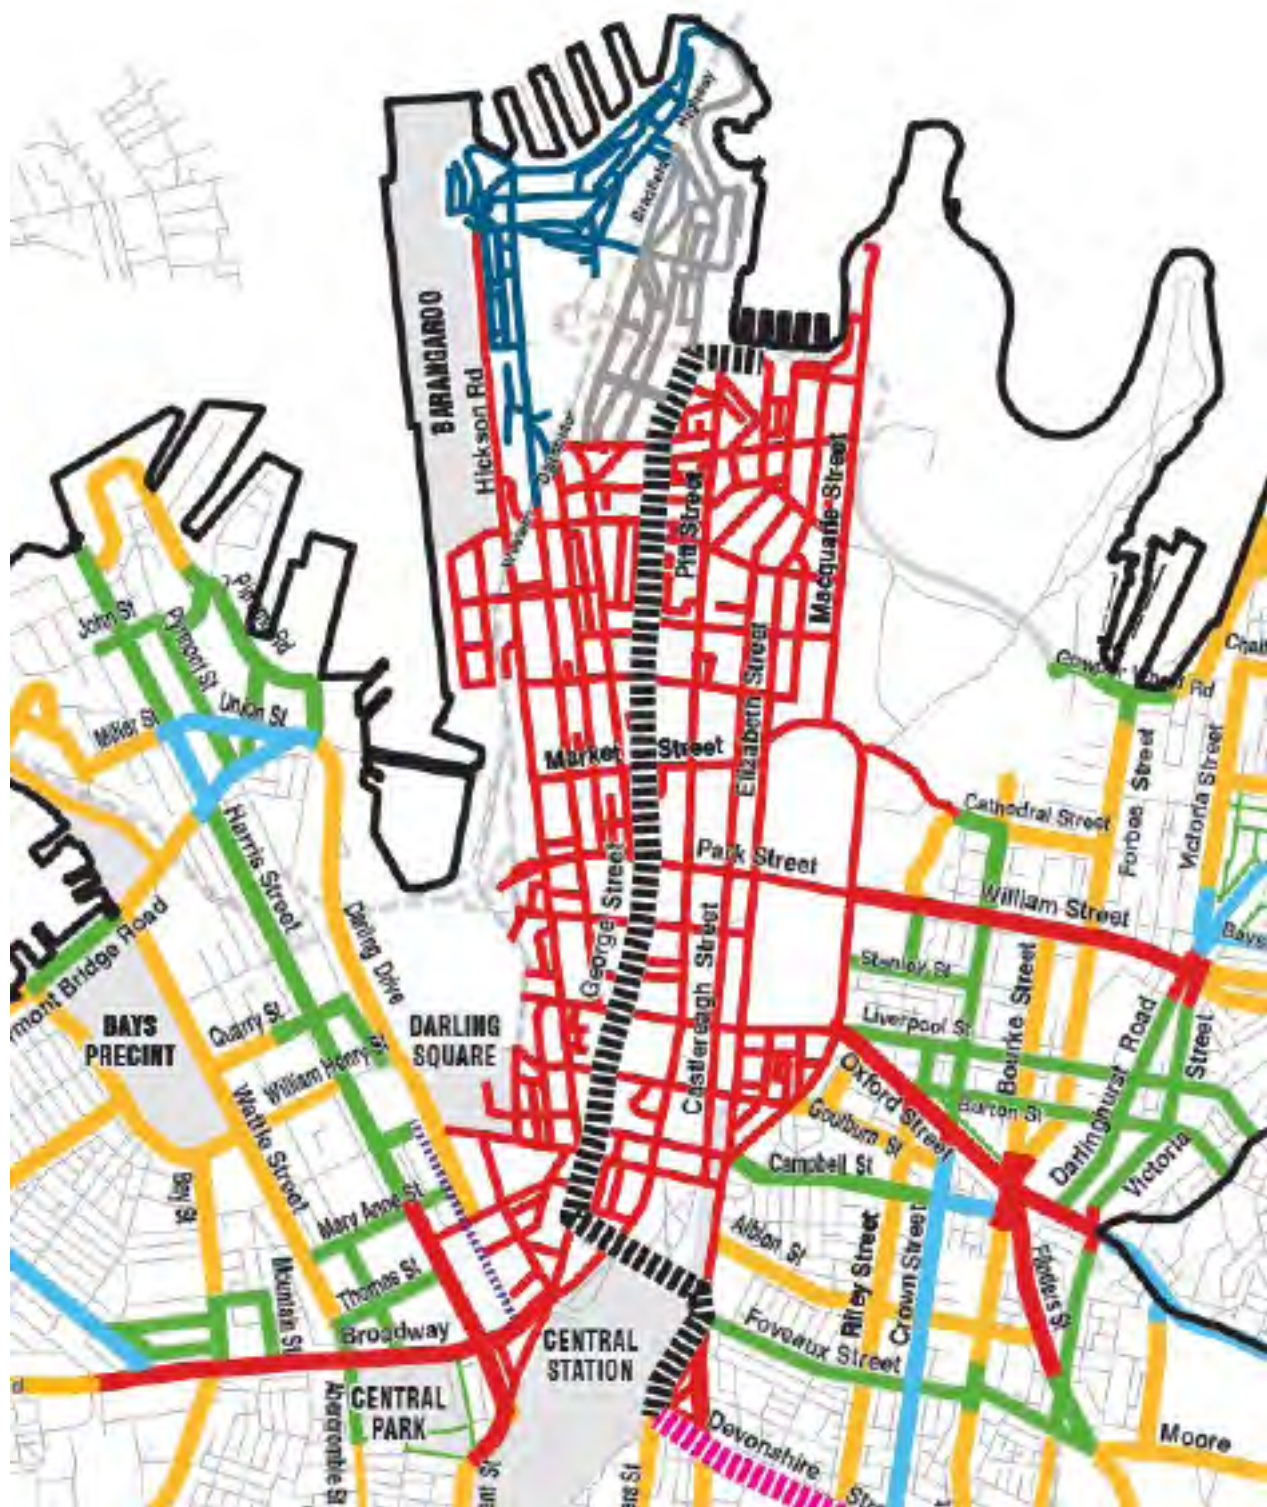 Highway
Bradfield
BARANGAROO
Hickson Rd
Pitt Street
Macquarie Street
John St
Pyrmont St
Union St
Miller St
Cowper Wharf Rd
Elizabeth Street
Market Street
Forbes Street
Victoria Street
Cathedral Street
Harris Street
George Street
Park Street
William Street
Darling Drive
Castlereagh Street
Stanley St
Bourke Street
mont Bridge Road
BAYS
PRECINT
Quarry St
DARLING
SQUARE
Liverpool St
Darlinghurst Road
Street
William Henry St
Oxford Street
Burton St
Goulburn St
Wattle Street
Campbell St
Victoria
Bay St
Mary Anne St
Albion St
Riley Street
Crown Street
Flinders St
Mountain St
Thomas St
Broadway
CENTRAL
STATION
Foveaux Street
CENTRAL
PARK
Abercrombie St
Devonshire
Street
Moore